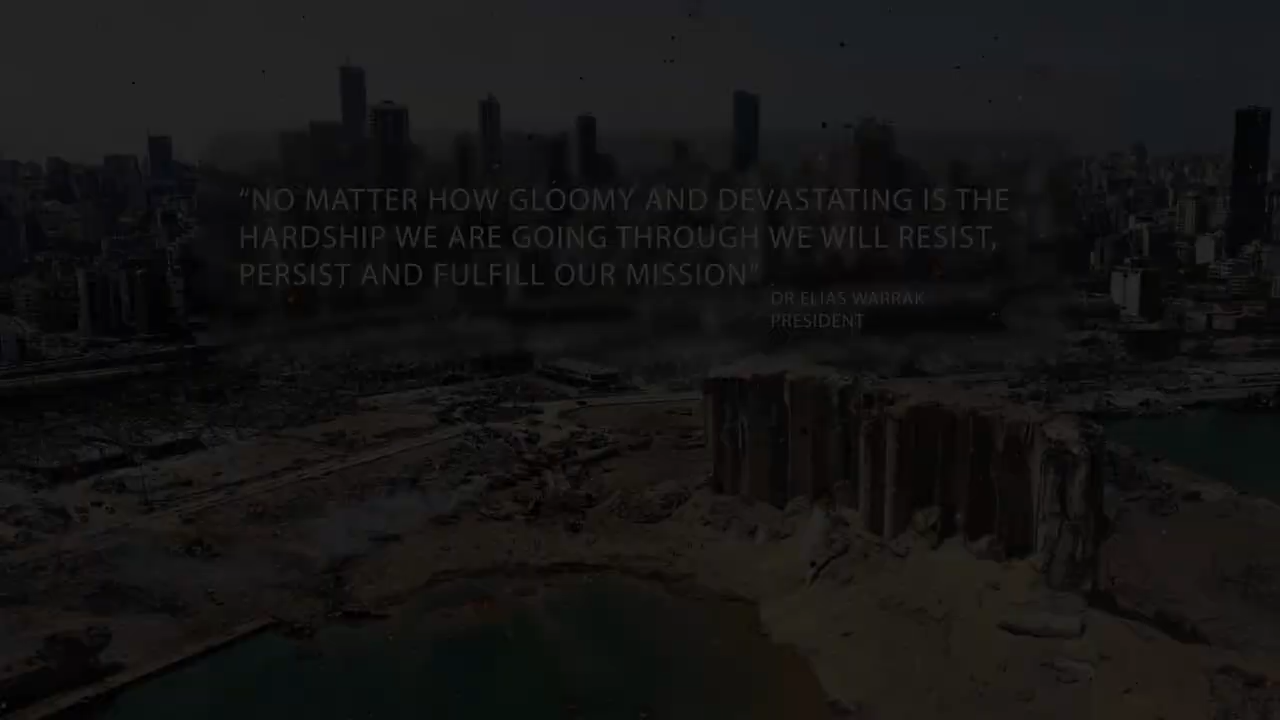 “NO MATTER HOW GLOOMY AND DEVASTATING IS THE
HARDSHIP WE ARE GOING THROUGH WE WILL RESIST,
PERSIST AND FULFILL OUR MISSION”
DR ELIAS WARRAK
PRESIDENT